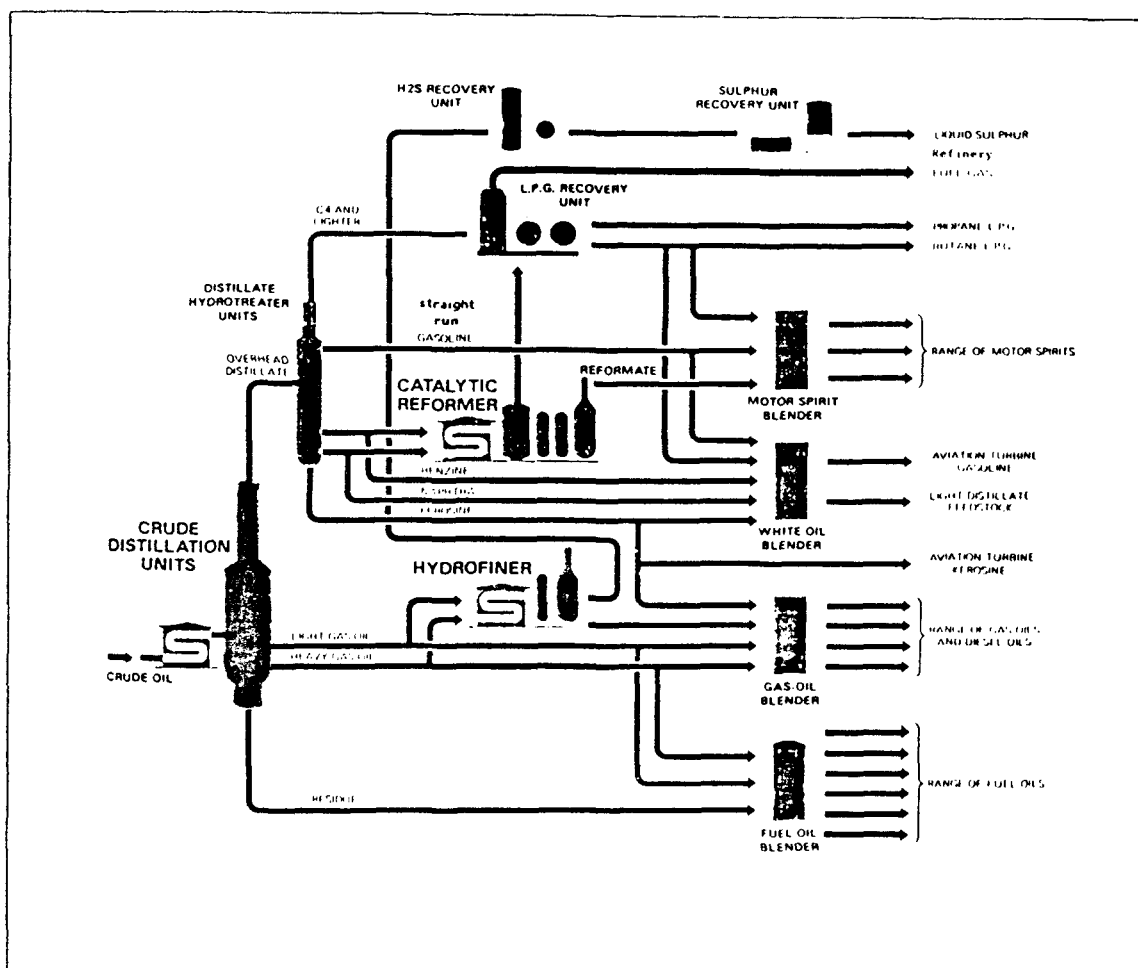 H2S RECOVERY
UNIT
SULPHUR
RECOVERY UNIT
LIQUID SULPHUR
Refinery
FUEL GAS
L.P.G. RECOVERY
UNIT
C4 AND
LIGHTER
PROPANE L.P.G
BUTANE L.P.G
DISTILLATE
HYDROTREATER
UNITS
straight
run
GASOLINE
OVERHEAD
DISTILLATE
RANGE OF MOTOR SPIRITS
REFORMATE
CATALYTIC
REFORMER
MOTOR SPIRIT
BLENDER
BENZINE
NAPHTHA
KEROSINE
AVIATION TURBINE
GASOLINE
LIGHT DISTILLATE
FEEDSTOCK
WHITE OIL
BLENDER
CRUDE
DISTILLATION
UNITS
HYDROFINER
AVIATION TURBINE
KEROSINE
LIGHT GAS OIL
HEAVY GAS OIL
RANGE OF GAS OILS
AND DIESEL OILS
CRUDE OIL
GAS-OIL
BLENDER
RESIDUE
RANGE OF FUEL OILS
FUEL OIL
BLENDER